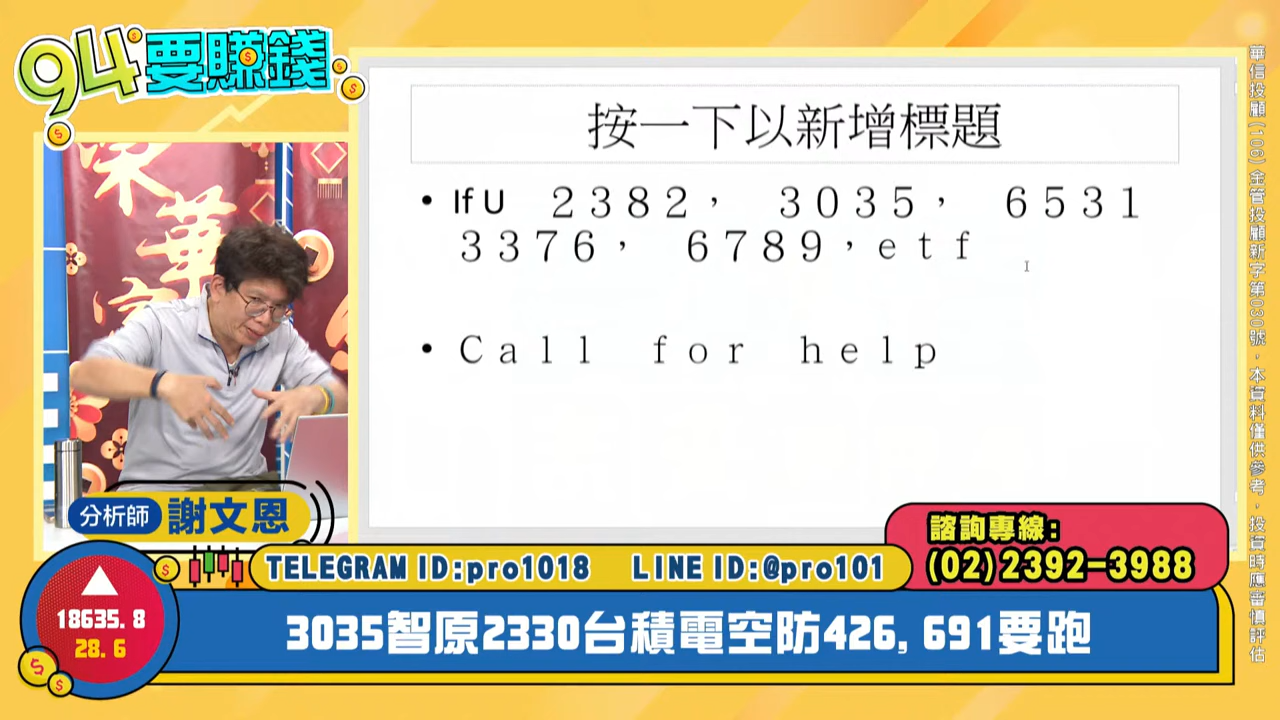 94要賺錢
榮華
按一下以新增標題
• If U ２３８２， ３０３５， ６５３１
３３７６， ６７８９，ｅｔｆ
• Ｃａｌｌ ｆｏｒ ｈｅｌｐ
分析師 謝文恩
諮詢專線:
(02)2392-3988
TELEGRAM ID:pro1018 LINE ID:@pro101
18635.8
28.6
3035智原2330台積電空防426,691要跑
華信投顧(106)金管投顧新字第030號，本資料僅供參考，投資時應審慎評估